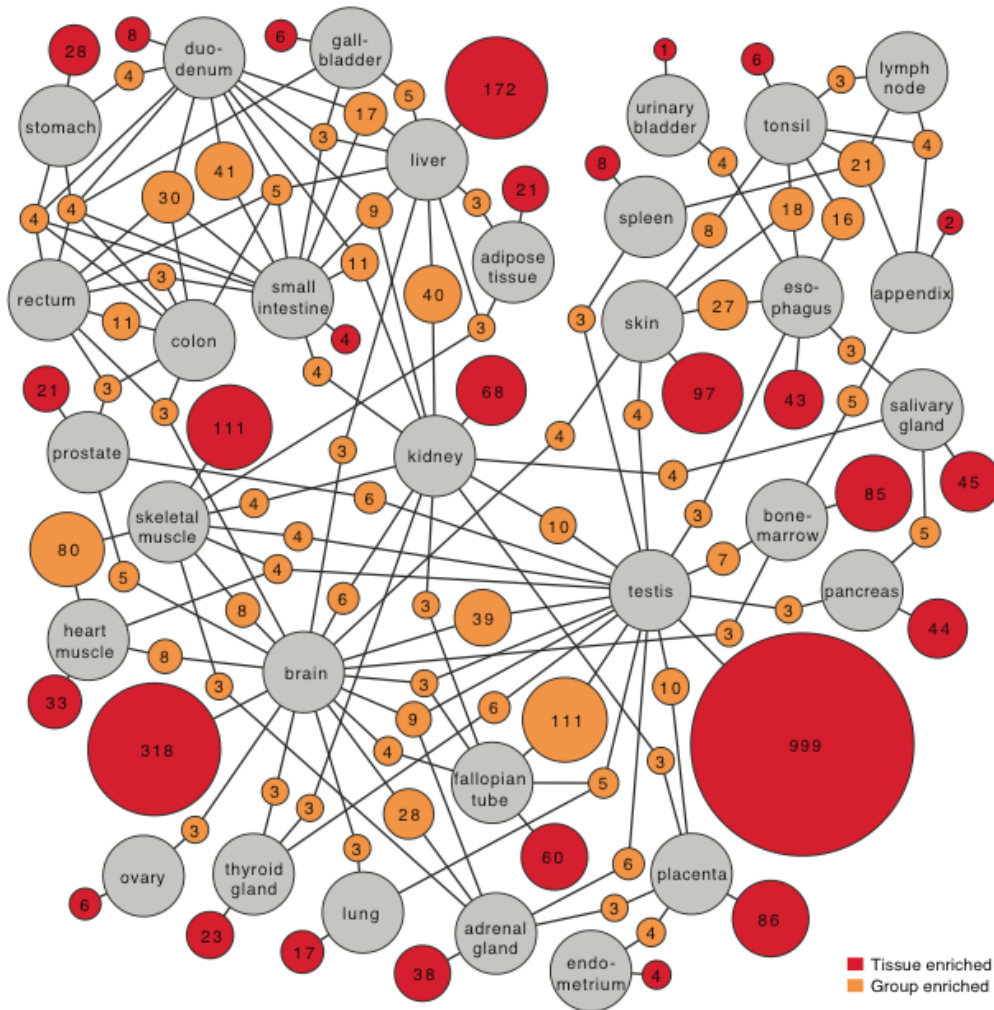 28
8
duo-
denum
6
gall-
bladder
4
stomach
5
17
3
172
liver
41
30
5
4
4
9
3
21
adipose
tissue
rectum
3
11
colon
small
intestine
11
4
40
3
4
3
3
21
prostate
111
68
kidney
3
skeletal
muscle
4
6
4
80
4
5
8
6
3
39
10
heart
muscle
8
33
3
brain
318
3
9
6
4
111
28
fallopian
tube
5
60
3
3
3
3
ovary
6
thyroid
gland
23
lung
17
adrenal
gland
38
1
urinary
bladder
6
tonsil
3
lymph
node
4
4
21
8
spleen
8
18
16
2
skin
27
eso-
phagus
appendix
3
4
97
43
3
5
salivary
gland
4
4
45
85
bone-
marrow
5
3
7
testis
3
pancreas
44
3
10
999
3
6
placenta
3
4
86
endo-
metrium
4
Tissue enriched
Group enriched